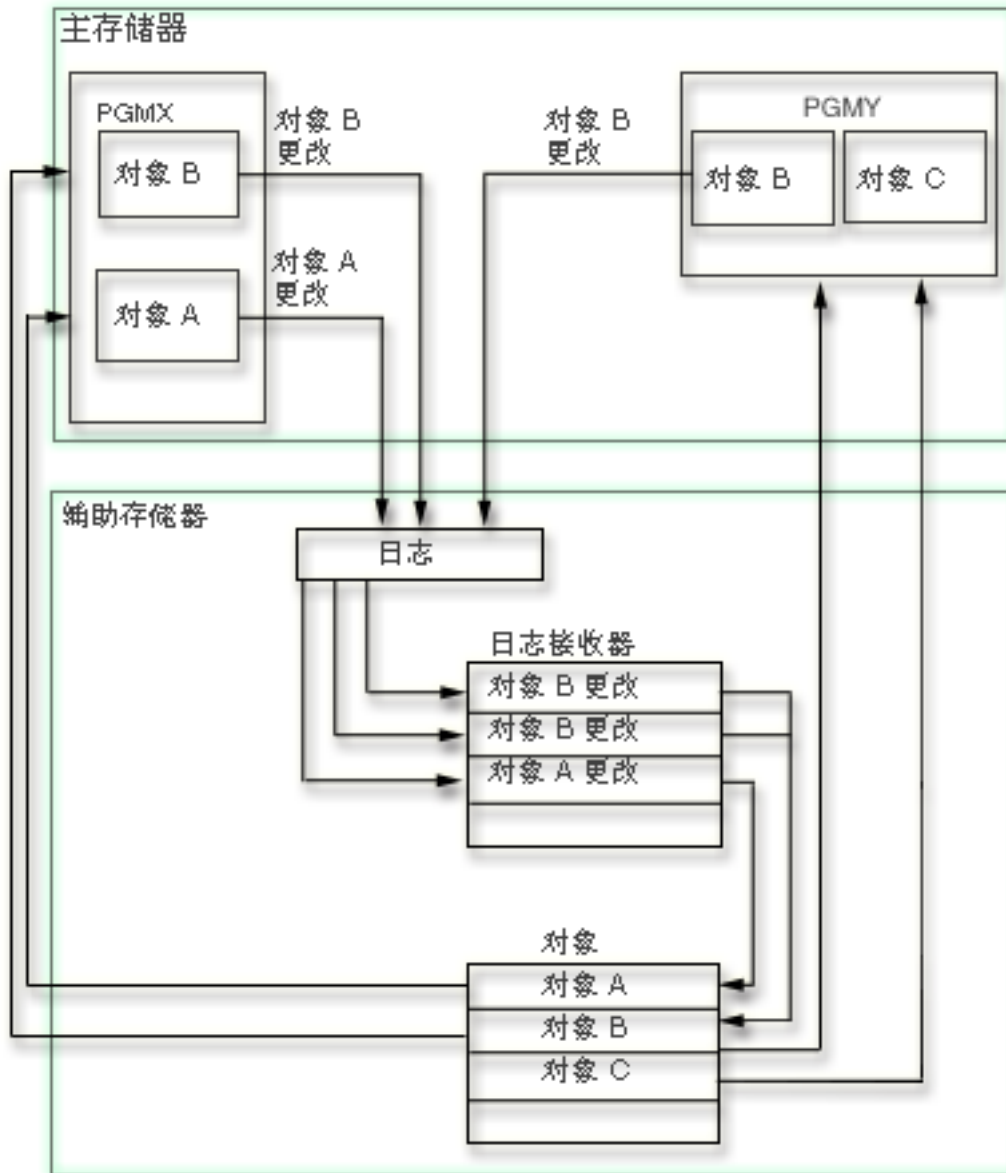 主存储器
PGMX
对象 B
对象 A
对象 B
更改
对象 A
更改
对象 B
更改
PGMY
对象 B
对象 C
辅助存储器
日志
日志接收器
对象 B 更改
对象 B 更改
对象 A 更改
对象
对象 A
对象 B
对象 C